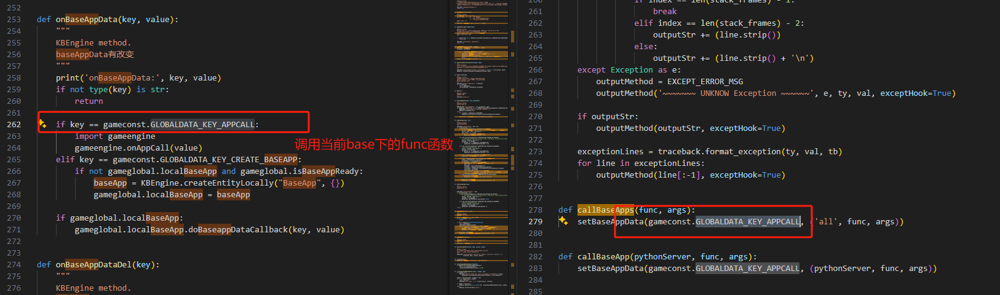 252
253 def onBaseAppData(key, value):
254 """
255 KBEngine method.
256 baseAppData有改变
257 """
258 print('onBaseAppData:', key, value)
259 if not type(key) is str:
260 return
261
262 if key == gameconst.GLOBALDATA_KEY_APPCALL:
263 import gameengine
264 gameengine.onAppCall(value)
265 elif key == gameconst.GLOBALDATA_KEY_CREATE_BASEAPP:
266 if not gameglobal.localBaseApp and gameglobal.isBaseAppReady:
267 baseApp = KBEngine.createEntityLocally("BaseApp", {})
268 gameglobal.localBaseApp = baseApp
269
270 if gameglobal.localBaseApp:
271 gameglobal.localBaseApp.doBaseappDataCallback(key, value)
272
273
274 def onBaseAppDataDel(key):
275 """
276 KBEngine method.
调用当前base下的func函数
260 if index == len(stack_frames) - 1:
261 break
262 elif index == len(stack_frames) - 2:
263 outputStr += (line.strip())
264 else:
265 outputStr += (line.strip() + '\n')
266 except Exception as e:
267 outputMethod = EXCEPT_ERROR_MSG
268 outputMethod('~~~~~~~ UNKNOW Exception ~~~~~~', e, ty, val, exceptHook=True)
269
270 if outputStr:
271 outputMethod(outputStr, exceptHook=True)
272
273 exceptionLines = traceback.format_exception(ty, val, tb)
274 for line in exceptionLines:
275 outputMethod(line[:-1], exceptHook=True)
276
277
278 def callBaseApps(func, args):
279 setBaseAppData(gameconst.GLOBALDATA_KEY_APPCALL, ('all', func, args))
280
281
282 def callBaseApp(pythonServer, func, args):
283 setBaseAppData(gameconst.GLOBALDATA_KEY_APPCALL, (pythonServer, func, args))
284
285